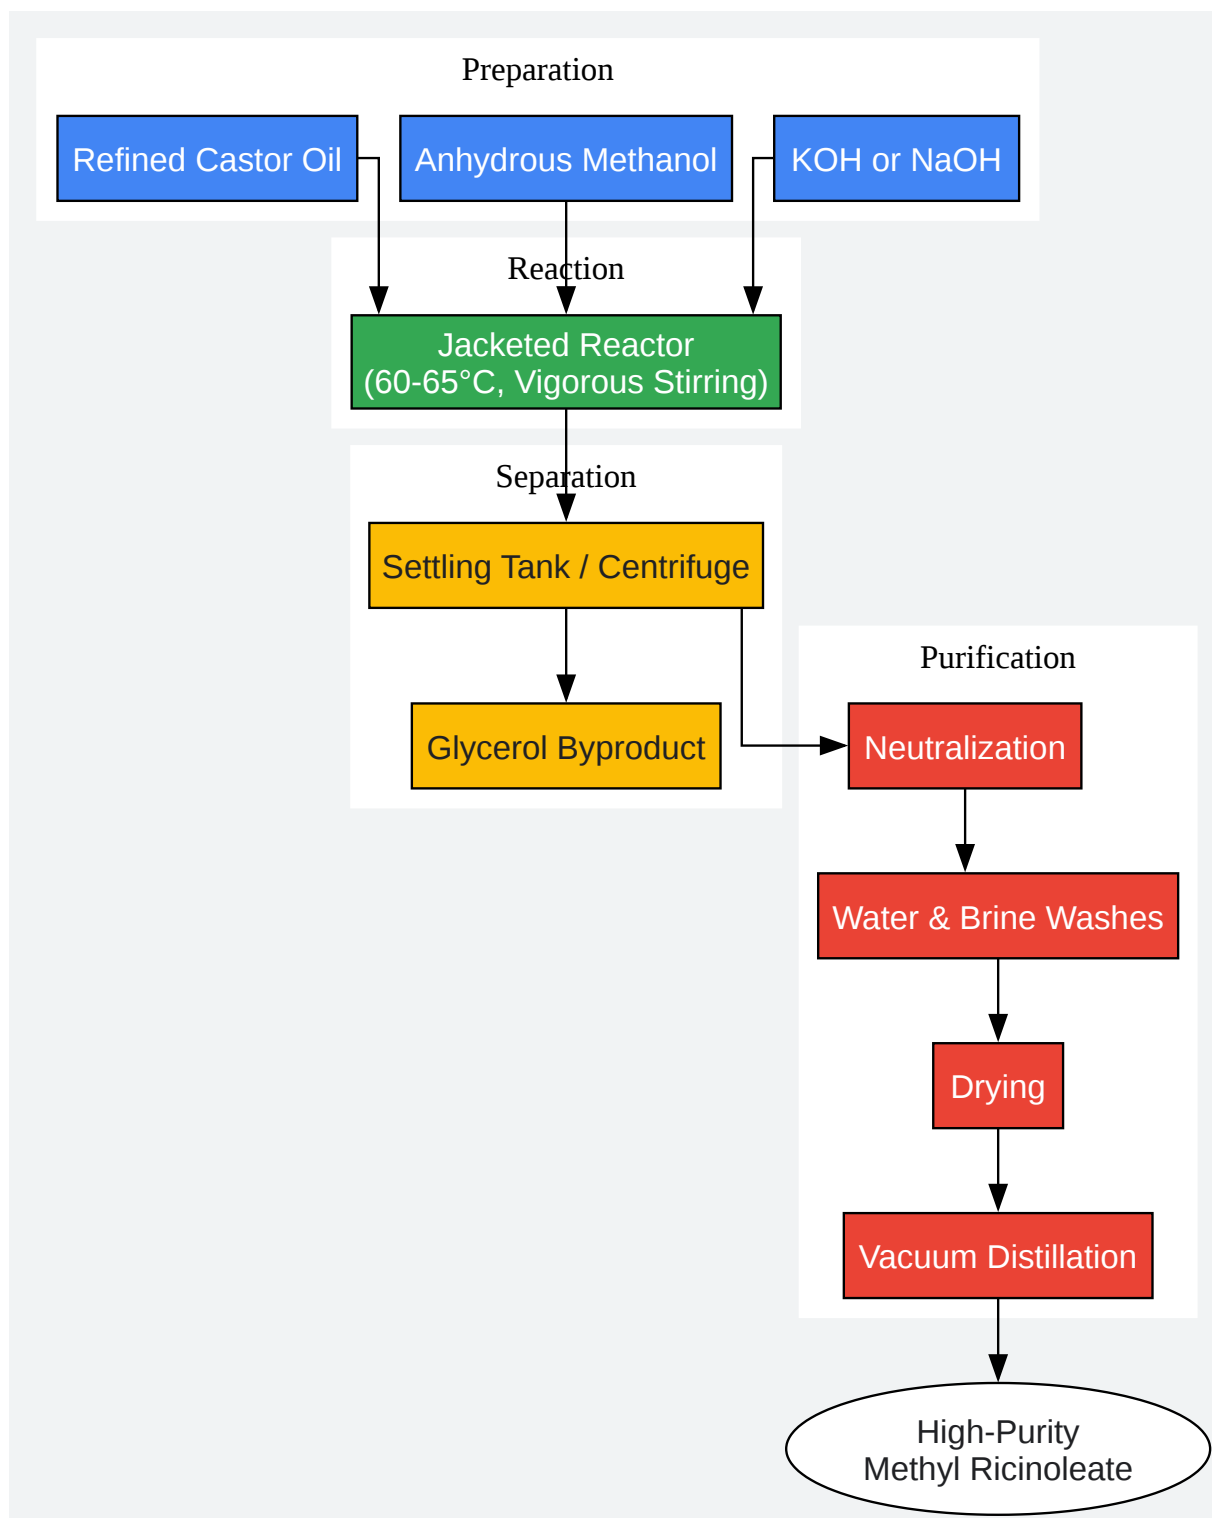 Preparation
Refined Castor Oil
Anhydrous Methanol
KOH or NaOH
Reaction
Jacketed Reactor
(60-65°C, Vigorous Stirring)
Separation
Settling Tank / Centrifuge
Glycerol Byproduct
Purification
Neutralization
Water & Brine Washes
Drying
Vacuum Distillation
High-Purity
Methyl Ricinoleate